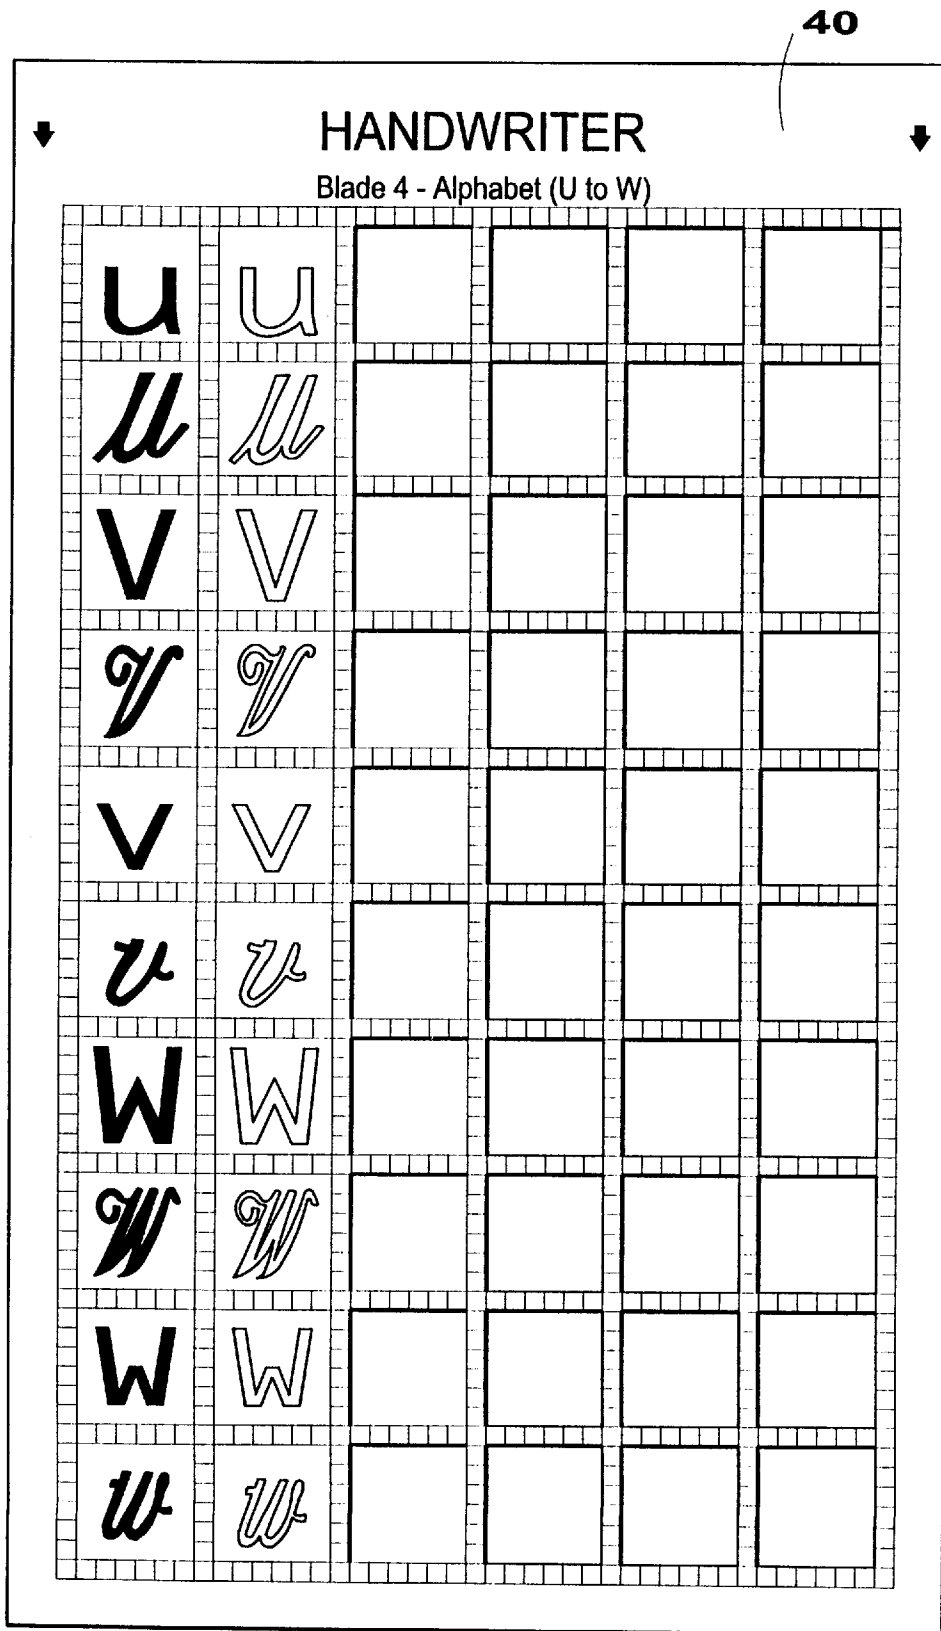 40
HANDWRITER
Blade 4 - Alphabet (U to W)
u u
u u
V V
V V
v v
v v
W W
W W
w w
w w